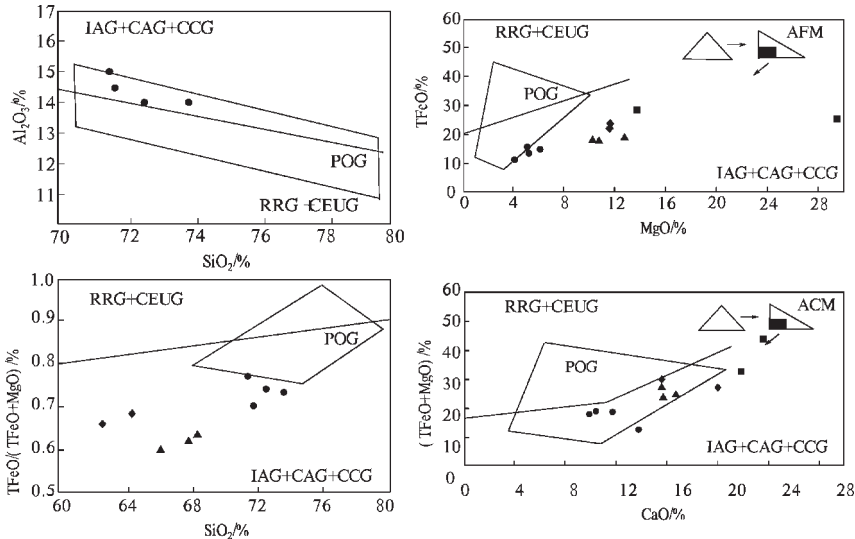 17
16
15
14
13
12
11
Al₂O₃/%
IAG+CAG+CCG
POG
RRG+CEUG
70 72 74 76 78 80
SiO₂/%
60
50
40
30
20
10
0
TFeO/%
RRG+CEUG
AFM
POG
IAG+CAG+CCG
0 4 8 12 16 20 24 28
MgO/%
1.0
1.0
0.9
0.8
0.7
0.6
0.5
TFeO/(TFeO+MgO)/%
RRG+CEUG
POG
IAG+CAG+CCG
60 64 68 72 76 80
SiO₂/%
60
50
40
30
20
10
0
(TFeO+MgO)/%
RRG+CEUG
ACM
POG
IAG+CAG+CCG
0 4 8 12 16 20 24 28
CaO/%